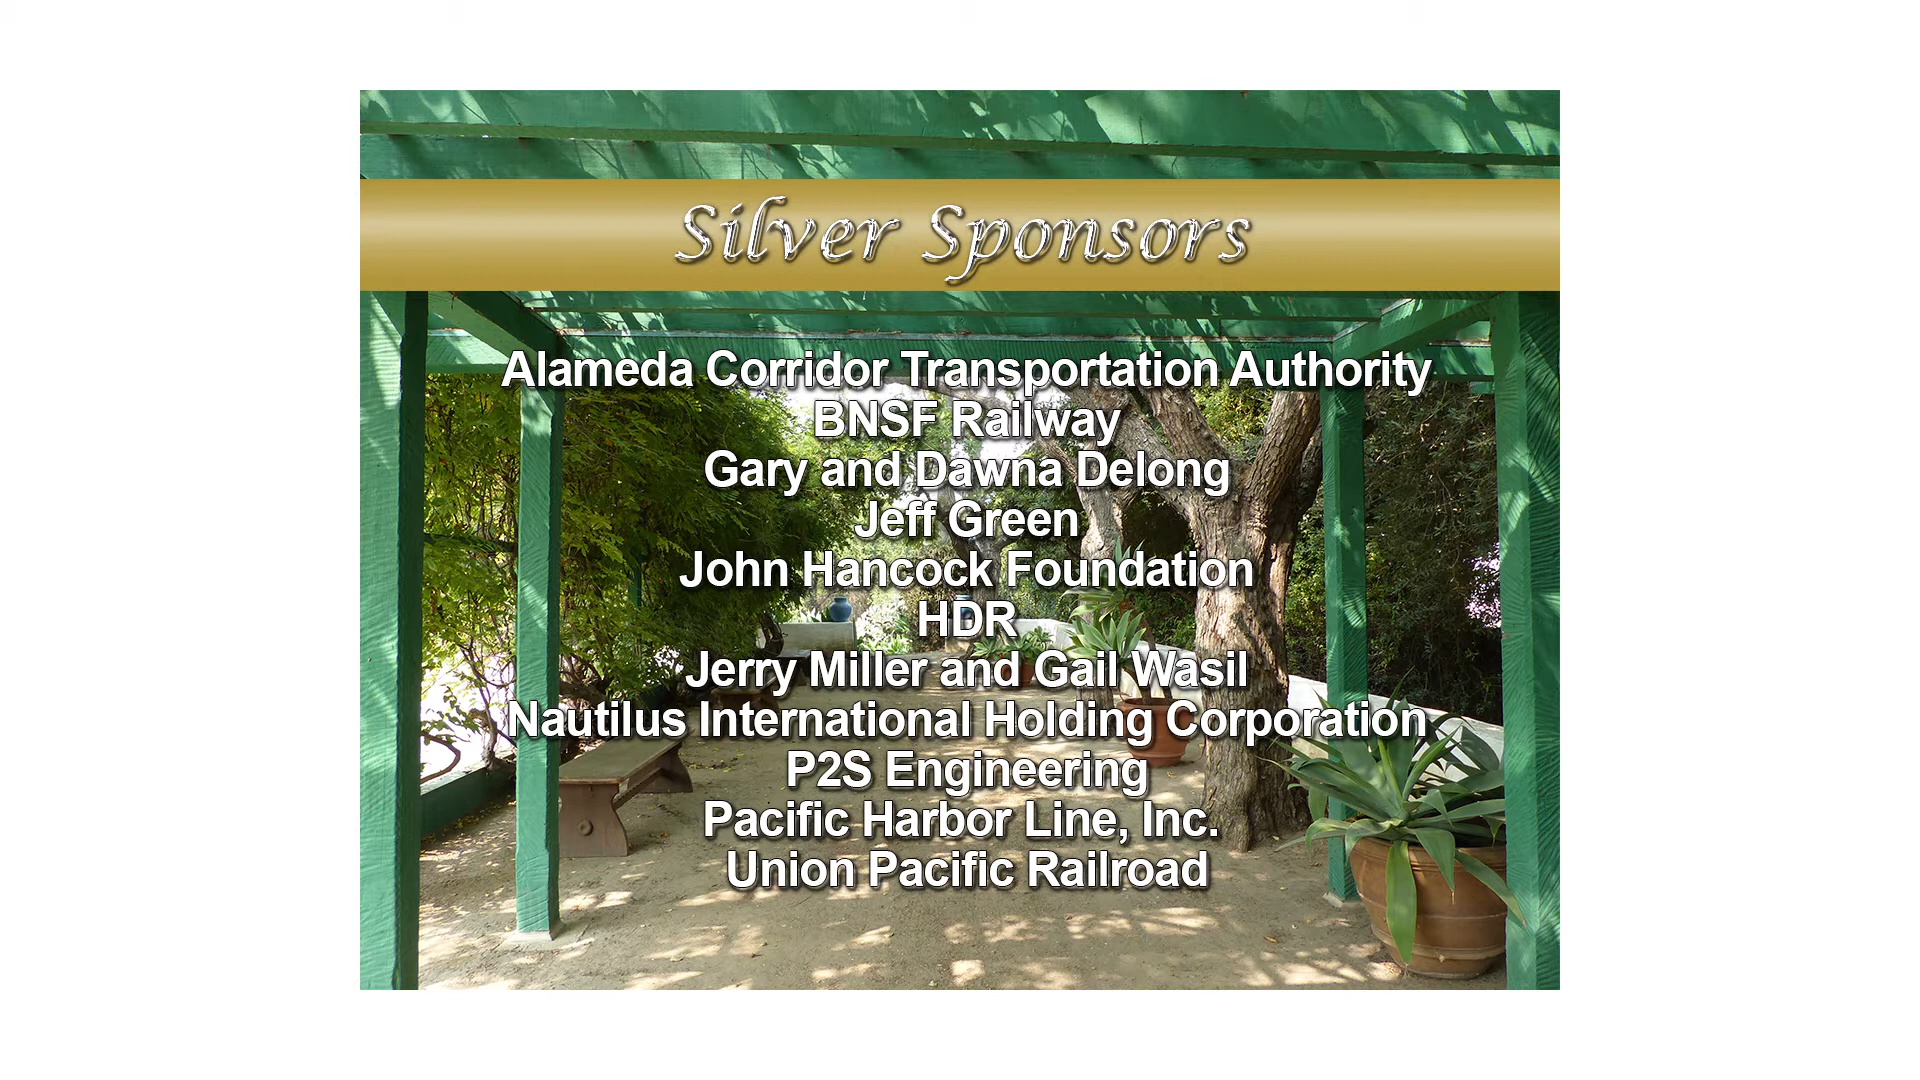 Silver Sponsors
Alameda Corridor Transportation Authority
BNSF Railway
Gary and Dawna Delong
Jeff Green
John Hancock Foundation
HDR
Jerry Miller and Gail Wasil
Nautilus International Holding Corporation
P2S Engineering
Pacific Harbor Line, Inc.
Union Pacific Railroad